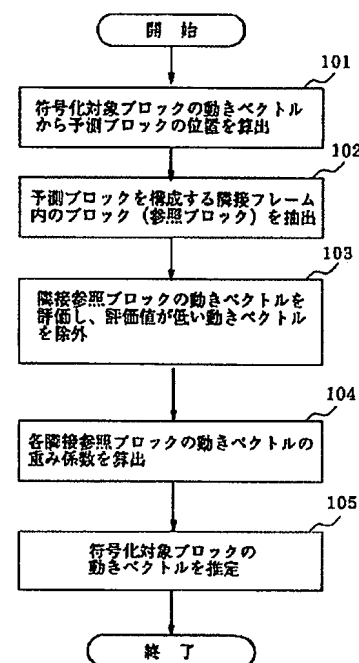 開 始
101
符号化対象ブロックの動きベクトル
から予測ブロックの位置を算出
102
予測ブロックを構成する隣接フレーム
内のブロック(参照ブロック)を抽出
103
隣接参照ブロックの動きベクトルを
評価し、評価値が低い動きベクトル
を除外
104
各隣接参照ブロックの動きベクトルの
重み係数を算出
105
符号化対象ブロックの
動きベクトルを推定
終 了